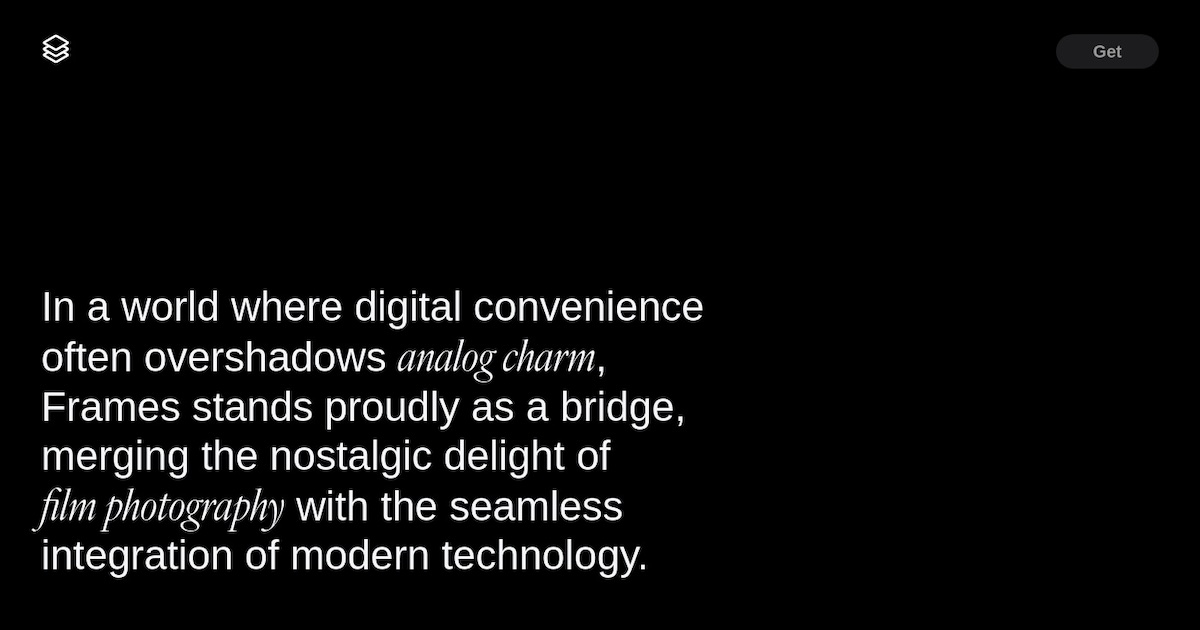 Get
In a world where digital convenience
often overshadows analog charm,
Frames stands proudly as a bridge,
merging the nostalgic delight of
film photography with the seamless
integration of modern technology.